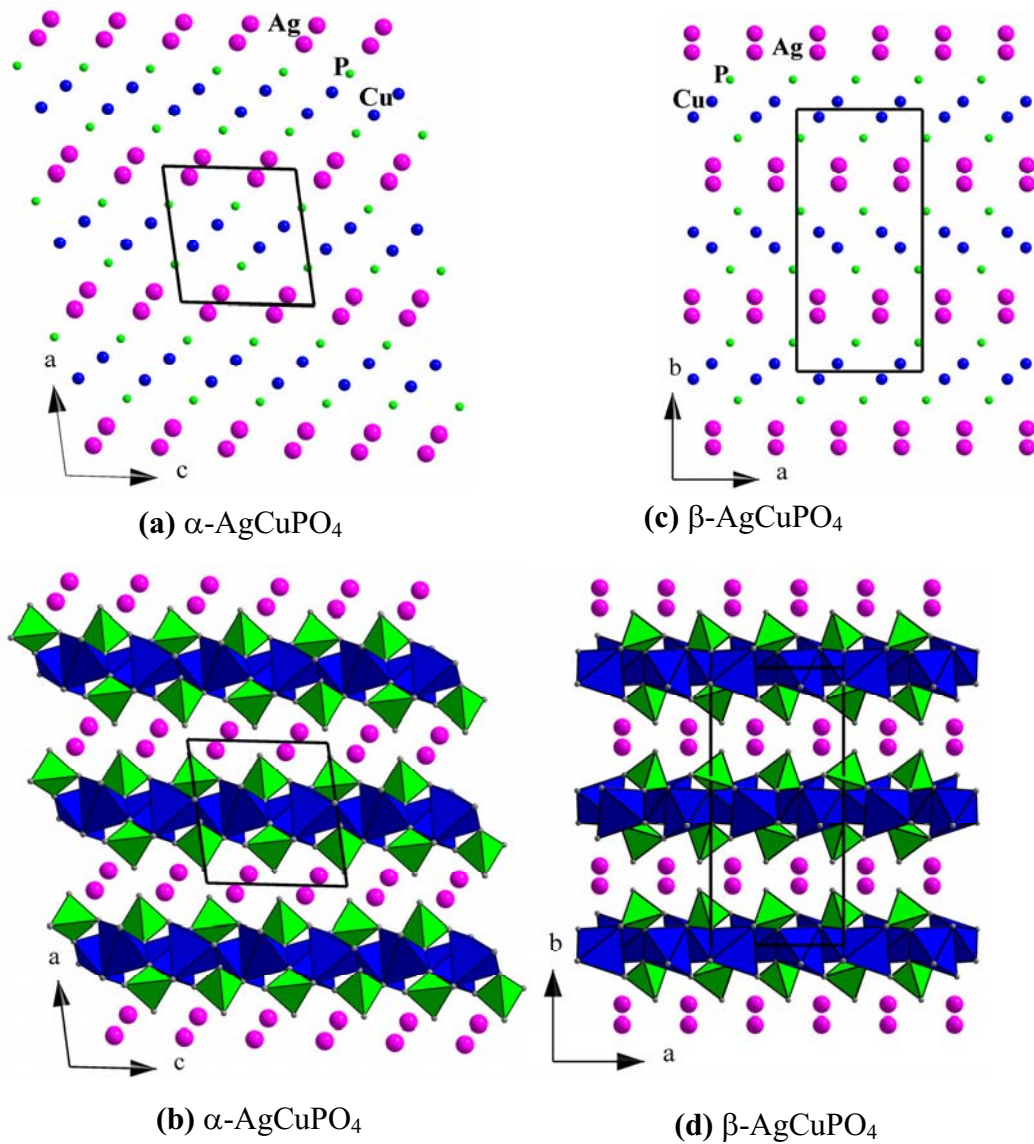 Ag
P
Cu
a
c
(a) α-AgCuPO₄
Ag
P
Cu
b
a
(c) β-AgCuPO₄
a
c
(b) α-AgCuPO₄
b
a
(d) β-AgCuPO₄